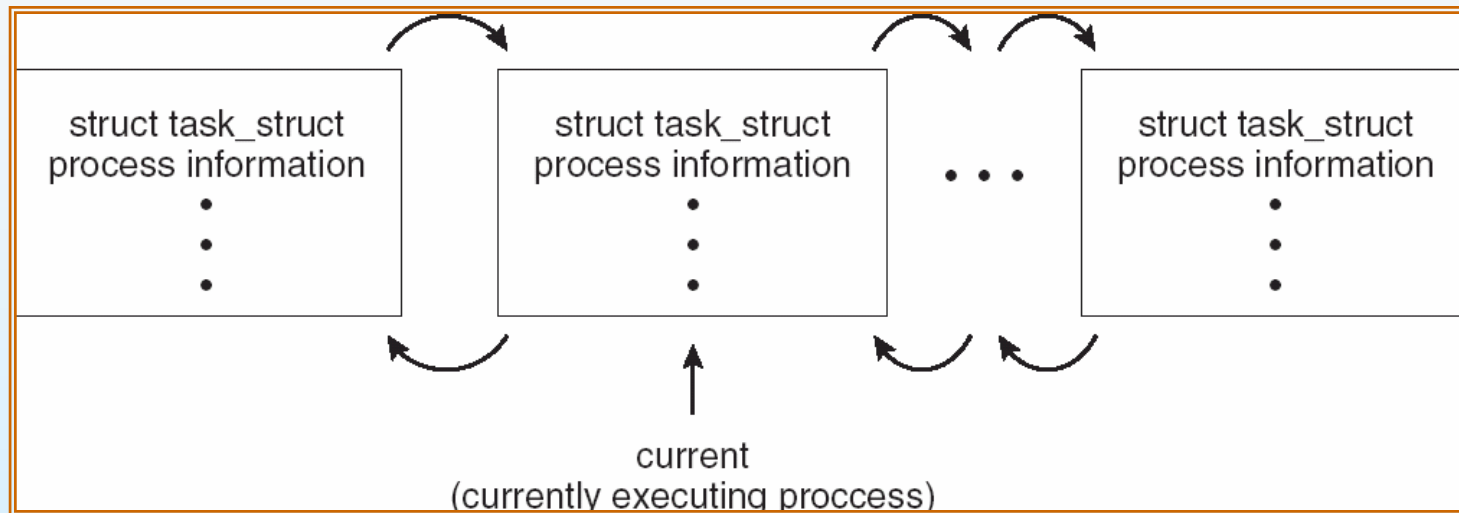 struct task_struct
process information
struct task_struct
process information
• • •
struct task_struct
process information
current
(currently executing proccess)